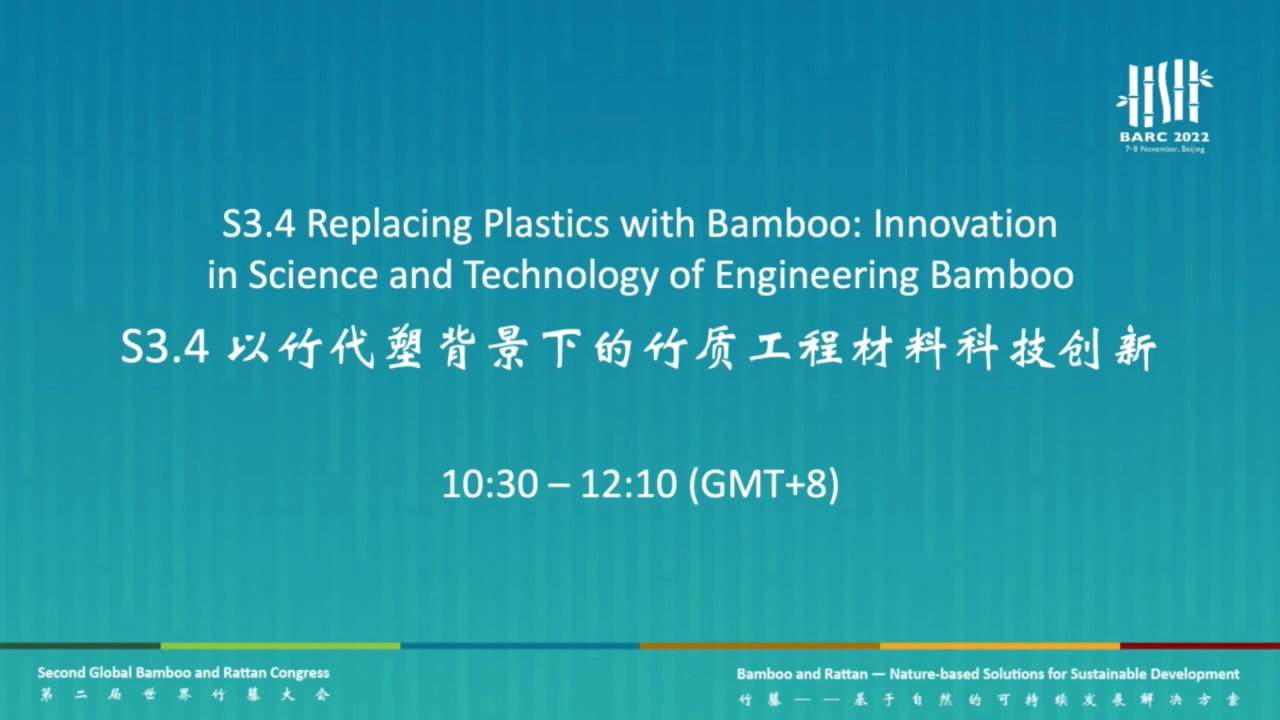 BARC 2022
7-8 November, Beijing
S3.4 Replacing Plastics with Bamboo: Innovation
in Science and Technology of Engineering Bamboo
S3.4 以竹代塑背景下的竹质工程材料科技创新
10:30 – 12:10 (GMT+8)
Second Global Bamboo and Rattan Congress
第二届世界竹藤大会
Bamboo and Rattan — Nature-based Solutions for Sustainable Development
竹藤——基于自然的可持续发展解决方案